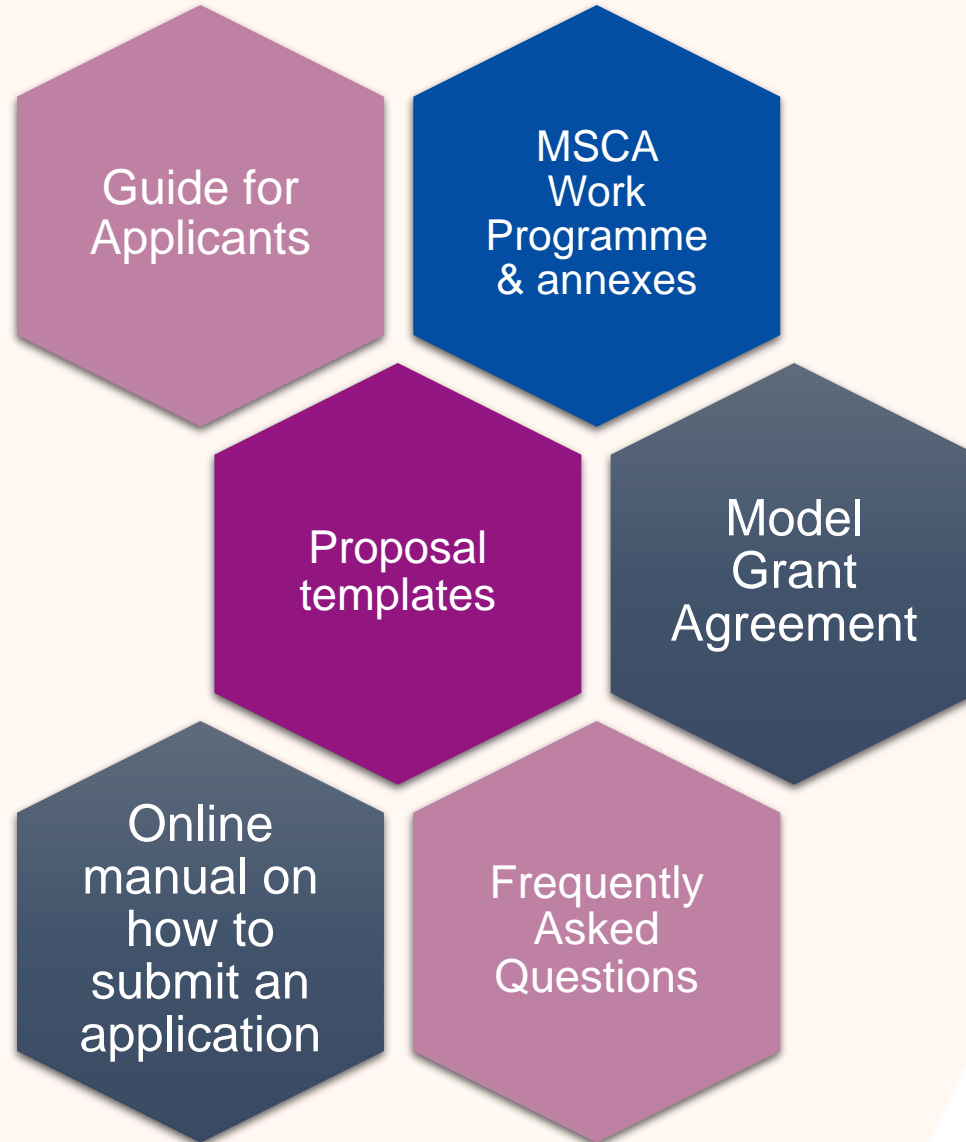 Guide for
Applicants
MSCA
Work
Programme
& annexes
Proposal
templates
Model
Grant
Agreement
Online
manual on
how to
submit an
application
Frequently
Asked
Questions